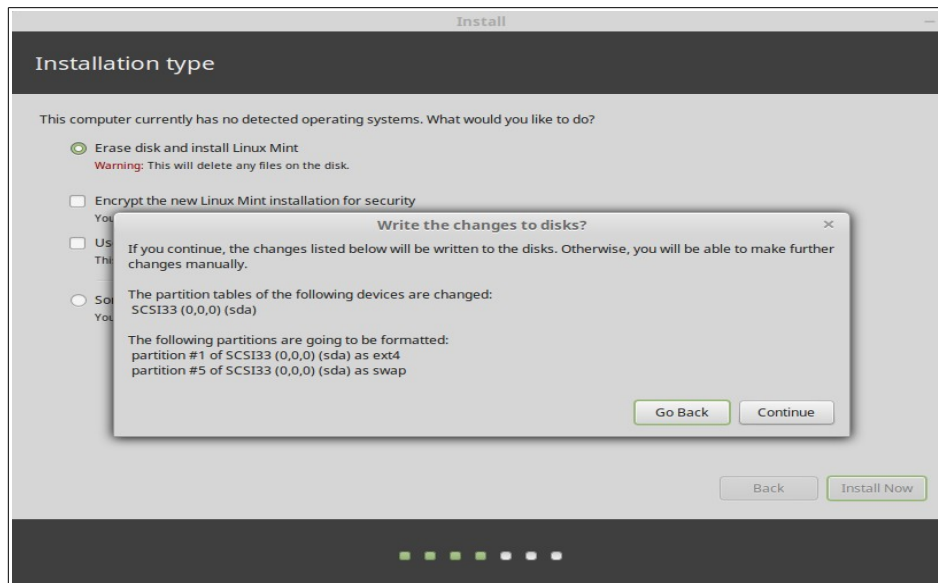 Install
Installation type
This computer currently has no detected operating systems. What would you like to do?
Erase disk and install Linux Mint
Warning: This will delete any files on the disk.
Encrypt the new Linux Mint installation for security
Write the changes to disks?
If you continue, the changes listed below will be written to the disks. Otherwise, you will be able to make further
changes manually.
The partition tables of the following devices are changed:
SCSI33 (0,0,0) (sda)
The following partitions are going to be formatted:
partition #1 of SCSI33 (0,0,0) (sda) as ext4
partition #5 of SCSI33 (0,0,0) (sda) as swap
Go Back
Continue
Back
Install Now